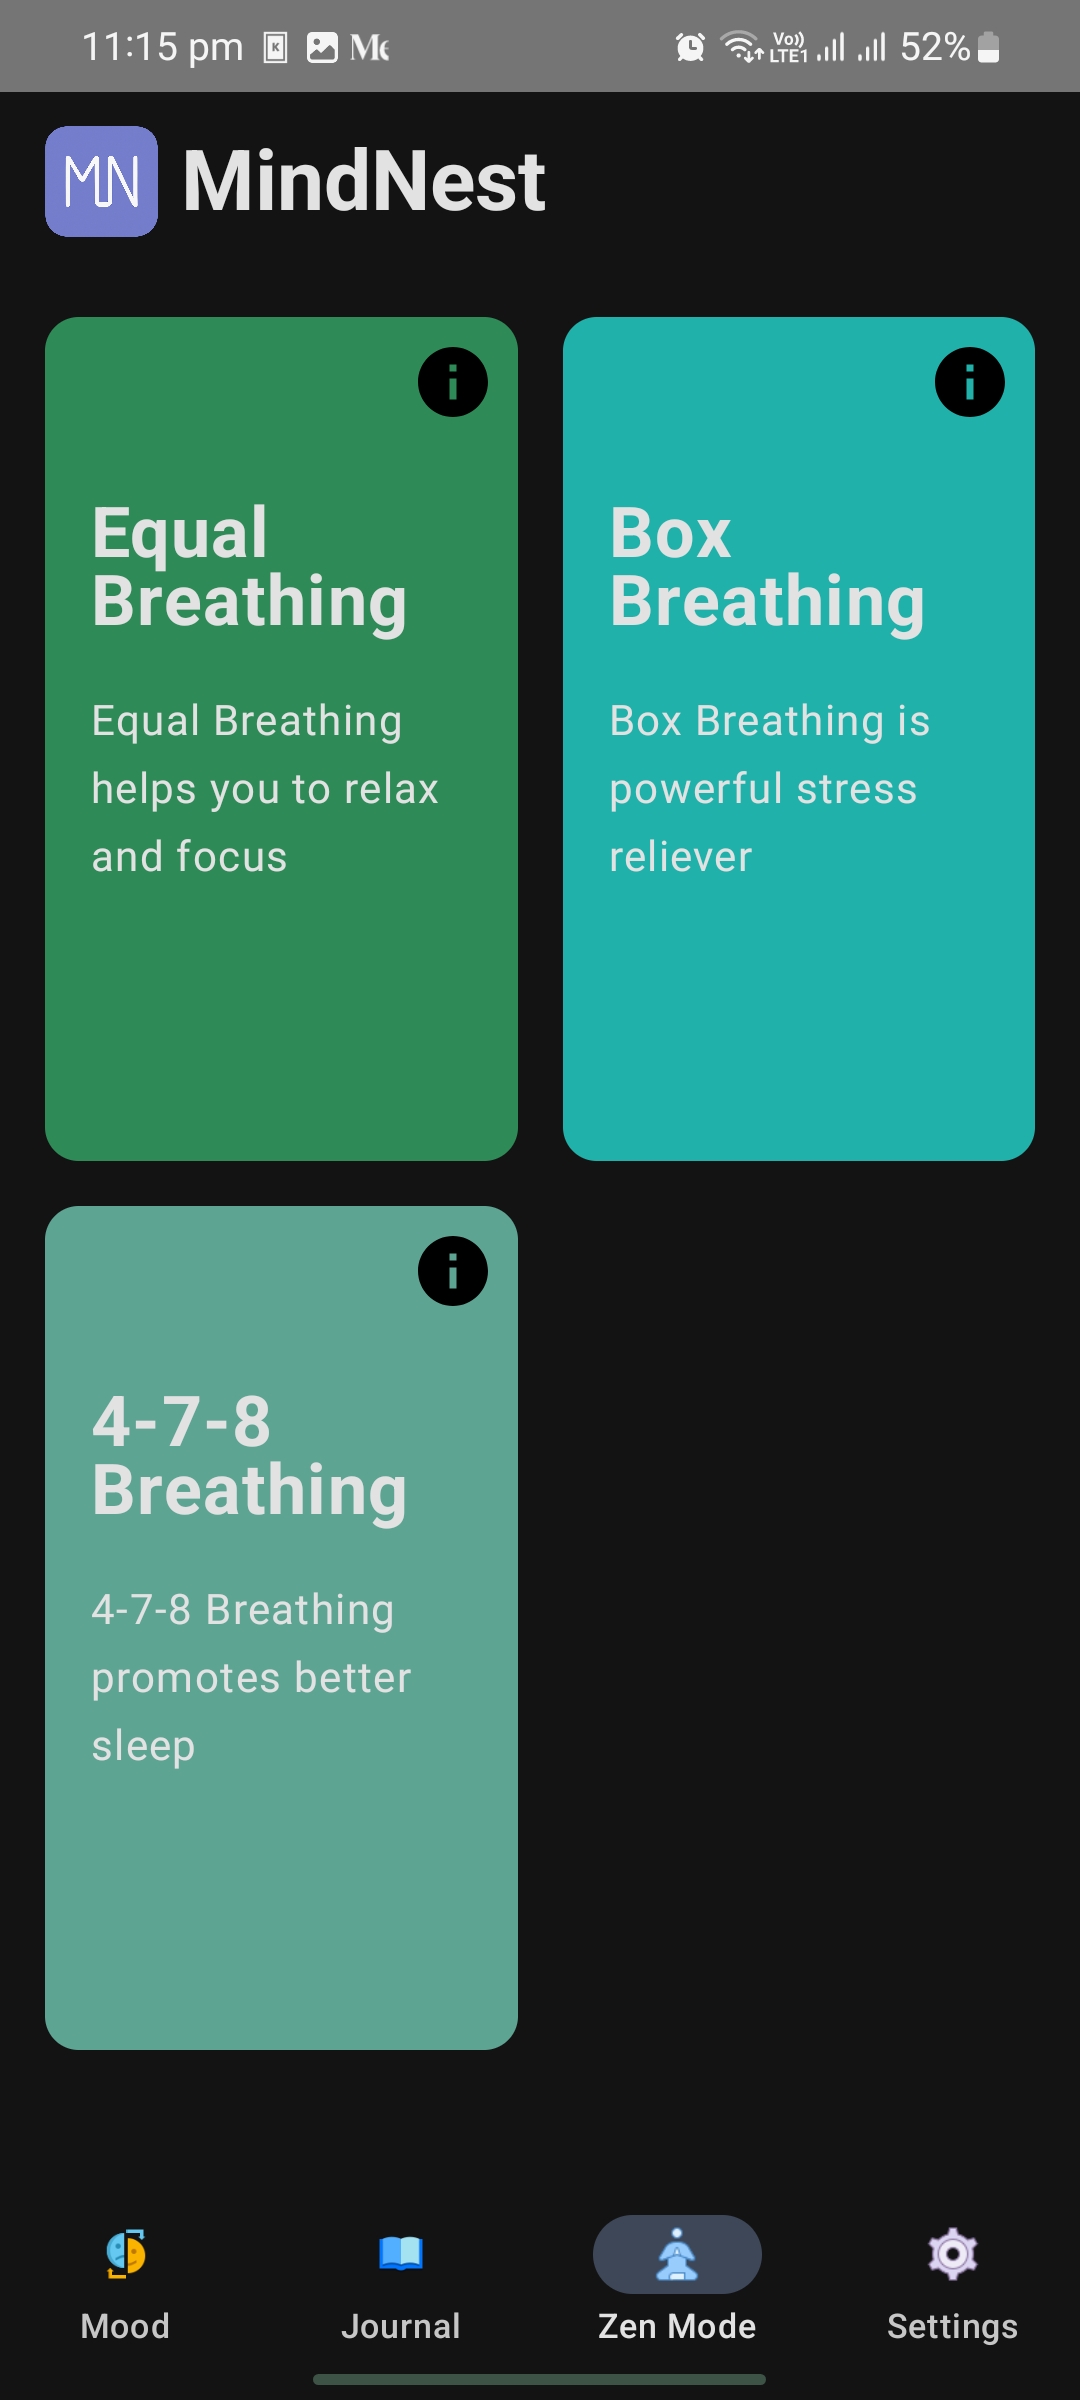 11:15 pm
K
Me
Vo))
LTE1
52%
MN
MindNest
i
i
Equal
Breathing
Equal Breathing
helps you to relax
and focus
Box
Breathing
Box Breathing is
powerful stress
reliever
i
4-7-8
Breathing
4-7-8 Breathing
promotes better
sleep
Mood
Journal
Zen Mode
Settings